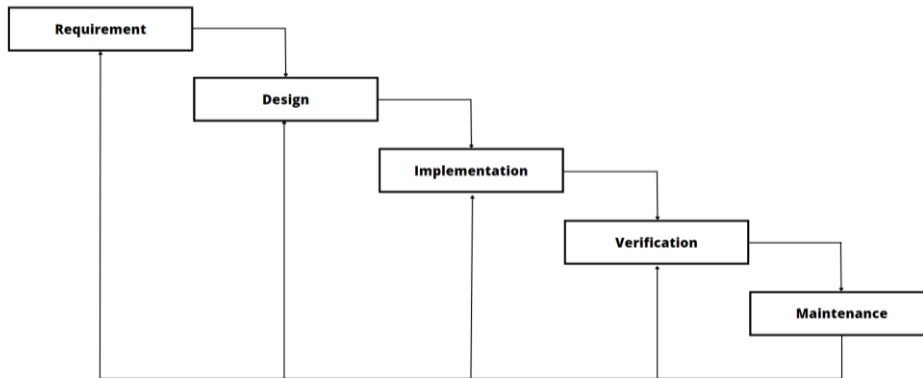 Requirement
Design
Implementation
Verification
Maintenance